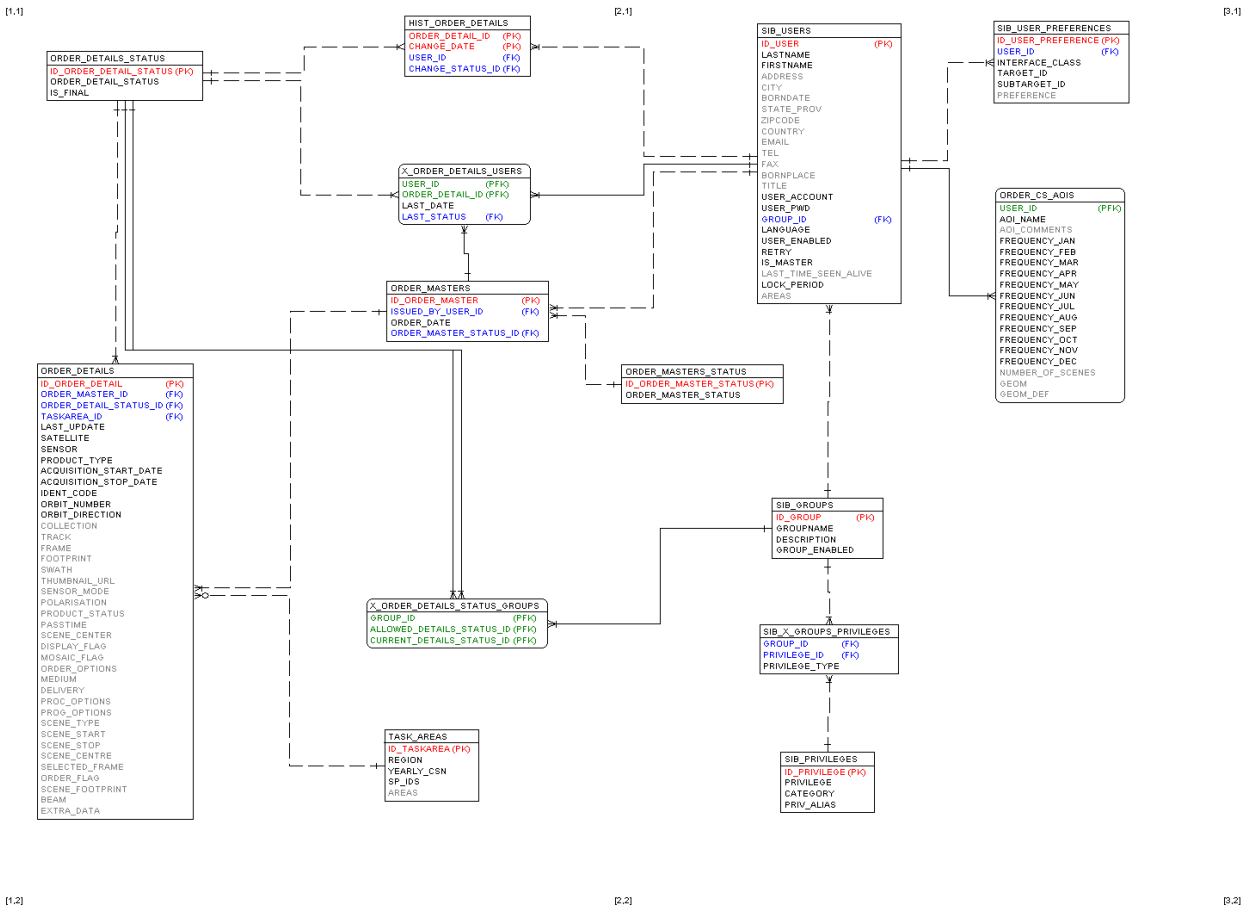 [1,1]
[2,1]
[3,1]
ORDER_DETAILS_STATUS
ID_ORDER_DETAIL_STATUS (PK)
ORDER_DETAIL_STATUS
IS_FINAL
HIST_ORDER_DETAILS
ORDER_DETAIL_ID (PK)
CHANGE_DATE (PK)
USER_ID (FK)
CHANGE_STATUS_ID (FK)
SIB_USERS
ID_USER (PK)
LASTNAME
FIRSTNAME
ADDRESS
CITY
BORNDATE
STATE_PROV
ZIPCODE
COUNTRY
EMAIL
TEL
FAX
BORNPLACE
TITLE
USER_ACCOUNT
USER_PWD
GROUP_ID (FK)
LANGUAGE
USER_ENABLED
RETRY
IS_MASTER
LAST_TIME_SEEN_ALIVE
LOCK_PERIOD
AREAS
SIB_USER_PREFERENCES
ID_USER_PREFERENCE (PK)
USER_ID (FK)
INTERFACE_CLASS
TARGET_ID
SUBTARGET_ID
PREFERENCE
X_ORDER_DETAILS_USERS
USER_ID (PFK)
ORDER_DETAIL_ID (PFK)
LAST_DATE
LAST_STATUS (FK)
ORDER_CS_AOIS
USER_ID (PFK)
AOI_NAME
AOI_COMMENTS
FREQUENCY_JAN
FREQUENCY_FEB
FREQUENCY_MAR
FREQUENCY_APR
FREQUENCY_MAY
FREQUENCY_JUN
FREQUENCY_JUL
FREQUENCY_AUG
FREQUENCY_SEP
FREQUENCY_OCT
FREQUENCY_NOV
FREQUENCY_DEC
NUMBER_OF_SCENES
GEOM
GEOM_DEF
ORDER_MASTERS
ID_ORDER_MASTER (PK)
ISSUED_BY_USER_ID (FK)
ORDER_DATE
ORDER_MASTER_STATUS_ID (FK)
ORDER_MASTERS_STATUS
ID_ORDER_MASTER_STATUS (PK)
ORDER_MASTER_STATUS
ORDER_DETAILS
ID_ORDER_DETAIL (PK)
ORDER_MASTER_ID (FK)
ORDER_DETAIL_STATUS_ID (FK)
TASKAREA_ID (FK)
LAST_UPDATE
SATELLITE
SENSOR
PRODUCT_TYPE
ACQUISITION_START_DATE
ACQUISITION_STOP_DATE
IDENT_CODE
ORBIT_NUMBER
ORBIT_DIRECTION
COLLECTION
TRACK
FRAME
FOOTPRINT
SWATH
THUMBNAIL_URL
SENSOR_MODE
POLARISATION
PRODUCT_STATUS
PASSTIME
SCENE_CENTER
DISPLAY_FLAG
MOSAIC_FLAG
ORDER_OPTIONS
MEDIUM
DELIVERY
PROC_OPTIONS
PROG_OPTIONS
SCENE_TYPE
SCENE_START
SCENE_STOP
SCENE_CENTRE
SELECTED_FRAME
ORDER_FLAG
SCENE_FOOTPRINT
BEAM
EXTRA_DATA
SIB_GROUPS
ID_GROUP (PK)
GROUPNAME
DESCRIPTION
GROUP_ENABLED
X_ORDER_DETAILS_STATUS_GROUPS
GROUP_ID (PFK)
ALLOWED_DETAILS_STATUS_ID (PFK)
CURRENT_DETAILS_STATUS_ID (PFK)
SIB_X_GROUPS_PRIVILEGES
GROUP_ID (FK)
PRIVILEGE_ID (FK)
PRIVILEGE_TYPE
TASK_AREAS
ID_TASKAREA (PK)
REGION
YEARLY_CSN
SP_IDS
AREAS
SIB_PRIVILEGES
ID_PRIVILEGE (PK)
PRIVILEGE
CATEGORY
PRIV_ALIAS
[1,2]
[2,2]
[3,2]